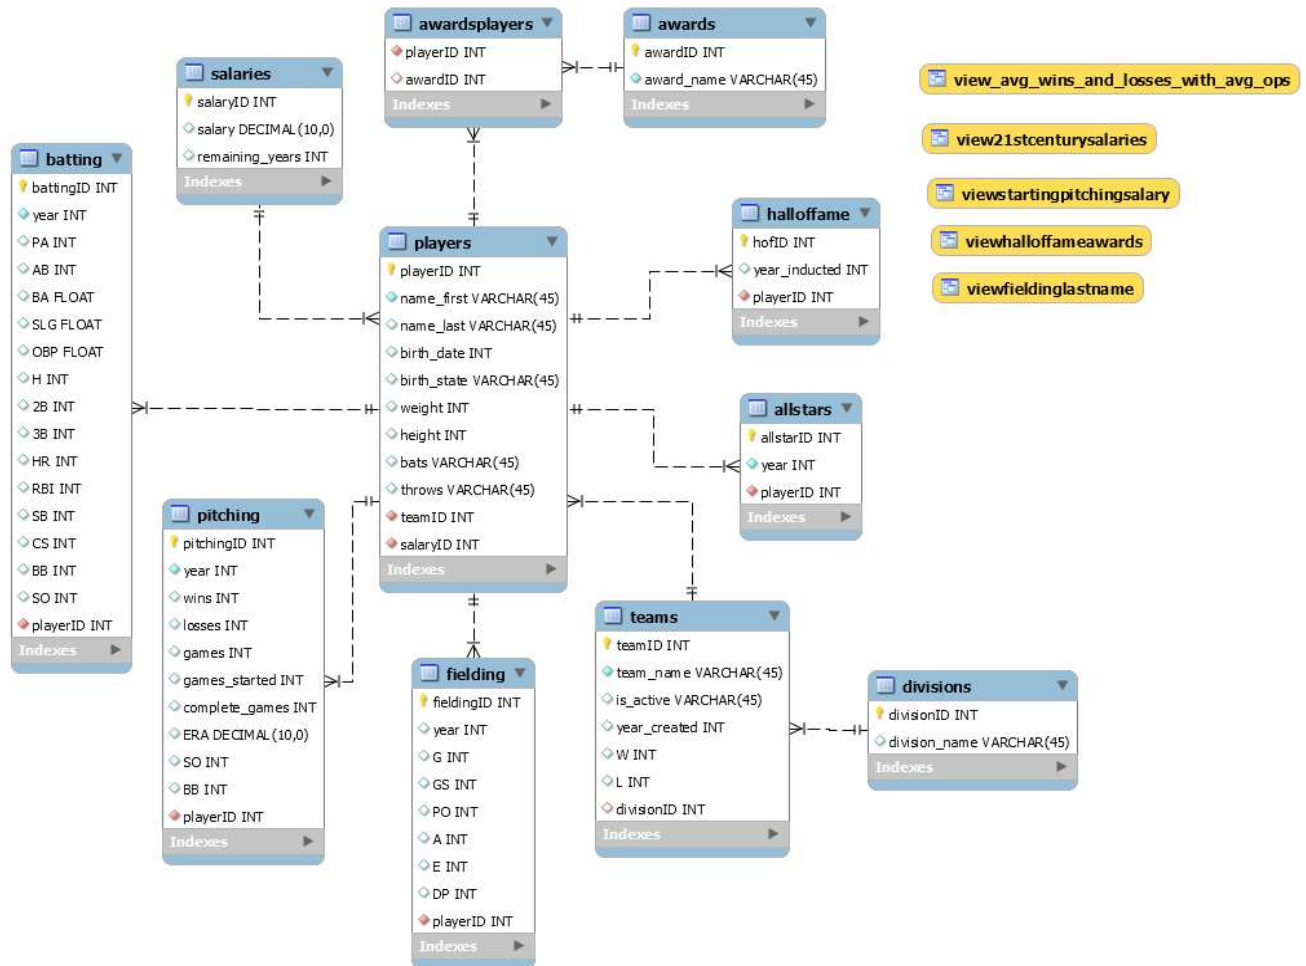 awardsplayers
playerID INT
awardID INT
Indexes
awards
awardID INT
award_name VARCHAR(45)
Indexes
view_avg_wins_and_losses_with_avg_ops
view21stcenturysalaries
viewstartingpitchingsalary
viewhalloffameawards
viewfieldinglastname
salaries
salaryID INT
salary DECIMAL(10,0)
remaining_years INT
Indexes
batting
battingID INT
year INT
PA INT
AB INT
BA FLOAT
SLG FLOAT
OBP FLOAT
H INT
2B INT
3B INT
HR INT
RBI INT
SB INT
CS INT
BB INT
SO INT
playerID INT
Indexes
players
playerID INT
name_first VARCHAR(45)
name_last VARCHAR(45)
birth_date INT
birth_state VARCHAR(45)
weight INT
height INT
bats VARCHAR(45)
throws VARCHAR(45)
teamID INT
salaryID INT
Indexes
halloffame
hofID INT
year_inducted INT
playerID INT
Indexes
allstars
allstarID INT
year INT
playerID INT
Indexes
pitching
pitchingID INT
year INT
wins INT
losses INT
games INT
games_started INT
complete_games INT
ERA DECIMAL(10,0)
SO INT
BB INT
playerID INT
Indexes
fielding
fieldingID INT
year INT
G INT
GS INT
PO INT
A INT
E INT
DP INT
playerID INT
Indexes
teams
teamID INT
team_name VARCHAR(45)
is_active VARCHAR(45)
year_created INT
W INT
L INT
divisionID INT
Indexes
divisions
divisionID INT
division_name VARCHAR(45)
Indexes